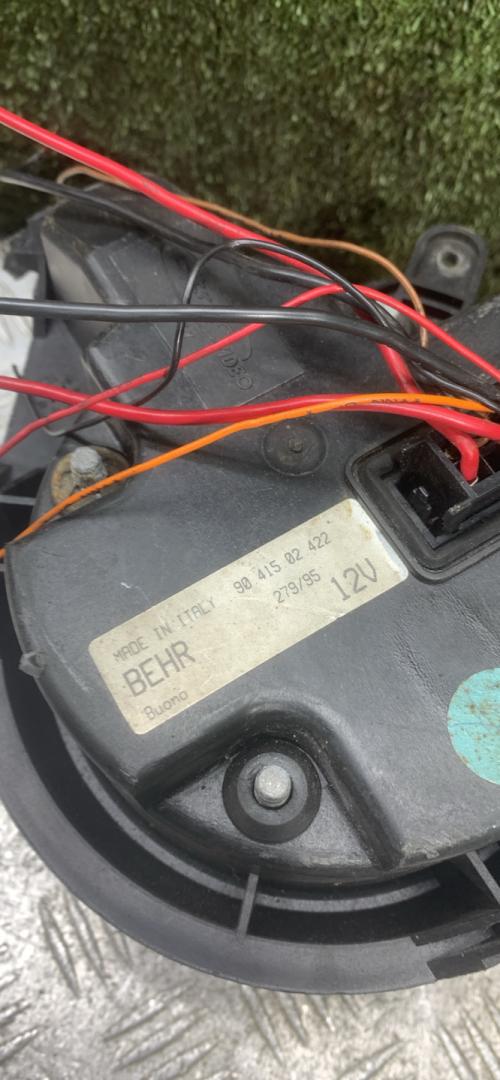 MADE IN ITALY 90 415 02 422
BEHR 279/95 12V
Buono